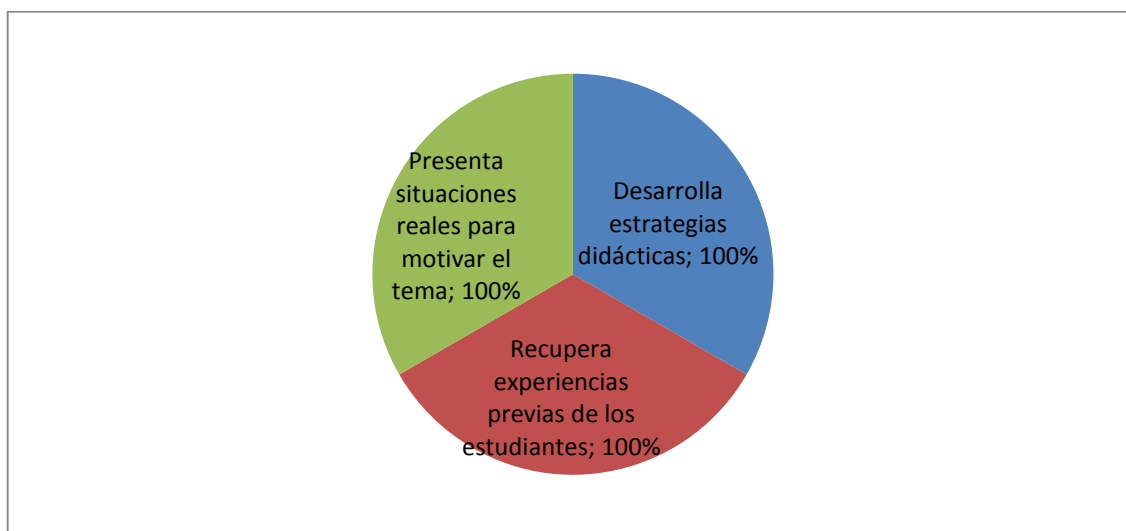 Presenta
situaciones
reales para
motivar el
tema; 100%
Desarrolla
estrategias
didácticas; 100%
Recupera
experiencias
previas de los
estudiantes; 100%